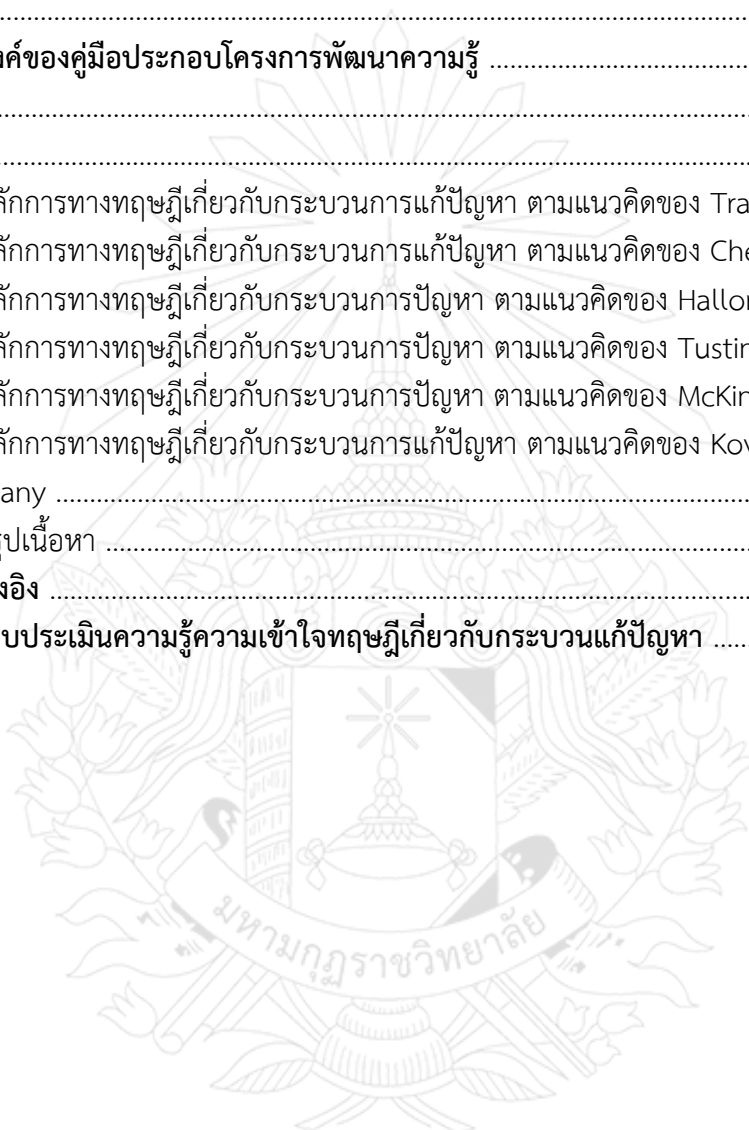 งค์ของคู่มือประกอบโครงการพัฒนาความรู้ ........................................
ลักการทางทฤษฎีเกี่ยวกับกระบวนการแก้ปัญหา ตามแนวคิดของ Tra
ลักการทางทฤษฎีเกี่ยวกับกระบวนการแก้ปัญหา ตามแนวคิดของ Che
ลักการทางทฤษฎีเกี่ยวกับกระบวนการปัญหา ตามแนวคิดของ Hallor
ลักการทางทฤษฎีเกี่ยวกับกระบวนการปัญหา ตามแนวคิดของ Tustin
ลักการทางทฤษฎีเกี่ยวกับกระบวนการปัญหา ตามแนวคิดของ McKin
ลักการทางทฤษฎีเกี่ยวกับกระบวนการแก้ปัญหา ตามแนวคิดของ Kov
any ........................................
รุปเนื้อหา ........................................
งอิง ........................................
บประเมินความรู้ความเข้าใจทฤษฎีเกี่ยวกับกระบวนแก้ปัญหา .......
มหามกุฏราชวิทยาลัย